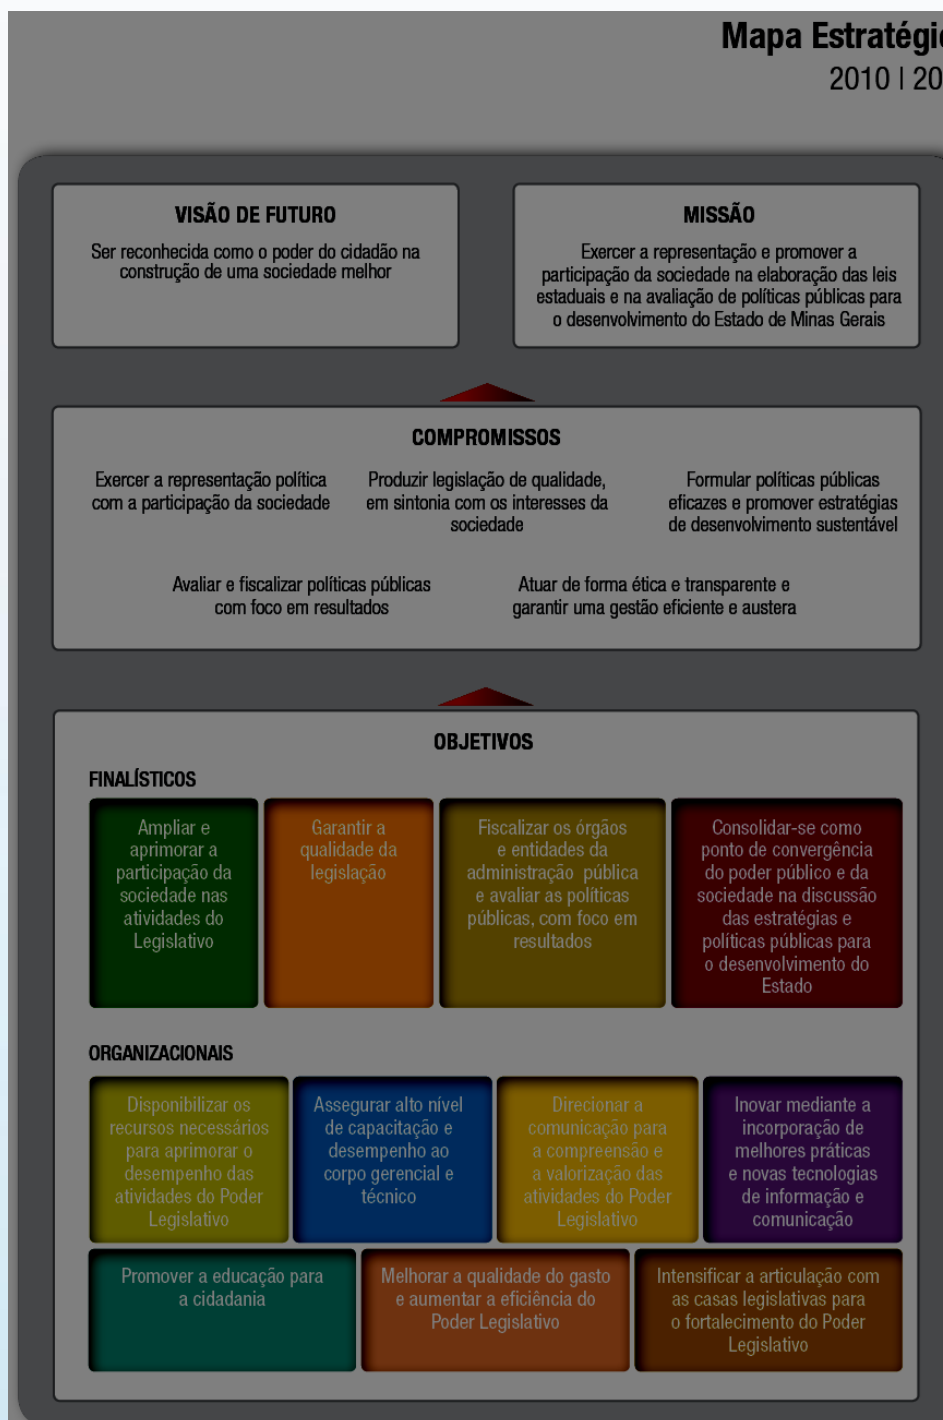 Mapa Estratégi
2010 | 20
VISÃO DE FUTURO
Ser reconhecida como o poder do cidadão na
construção de uma sociedade melhor
MISSÃO
Exercer a representação e promover a
participação da sociedade na elaboração das leis
estaduais e na avaliação de políticas públicas para
o desenvolvimento do Estado de Minas Gerais
COMPROMISSOS
Exercer a representação política
com a participação da sociedade
Produzir legislação de qualidade,
em sintonia com os interesses da
sociedade
Formular políticas públicas
eficazes e promover estratégias
de desenvolvimento sustentável
Avaliar e fiscalizar políticas públicas
com foco em resultados
Atuar de forma ética e transparente e
garantir uma gestão eficiente e austera
OBJETIVOS
FINALÍSTICOS
Ampliar e
aprimorar a
participação da
sociedade nas
atividades do
Legislativo
Garantir a
qualidade da
legislação
Fiscalizar os órgãos
e entidades da
administração pública
e avaliar as políticas
públicas, com foco em
resultados
Consolidar-se como
ponto de convergência
do poder público e da
sociedade na discussão
das estratégias e
políticas públicas para
o desenvolvimento do
Estado
ORGANIZACIONAIS
Disponibilizar os
recursos necessários
para aprimorar o
desempenho das
atividades do Poder
Legislativo
Assegurar alto nível
de capacitação e
desempenho ao
corpo gerencial e
técnico
Direcionar a
comunicação para
a compreensão e
a valorização das
atividades do Poder
Legislativo
Inovar mediante a
incorporação de
melhores práticas
e novas tecnologias
de informação e
comunicação
Promover a educação para
a cidadania
Melhorar a qualidade do gasto
e aumentar a eficiência do
Poder Legislativo
Intensificar a articulação com
as casas legislativas para
o fortalecimento do Poder
Legislativo